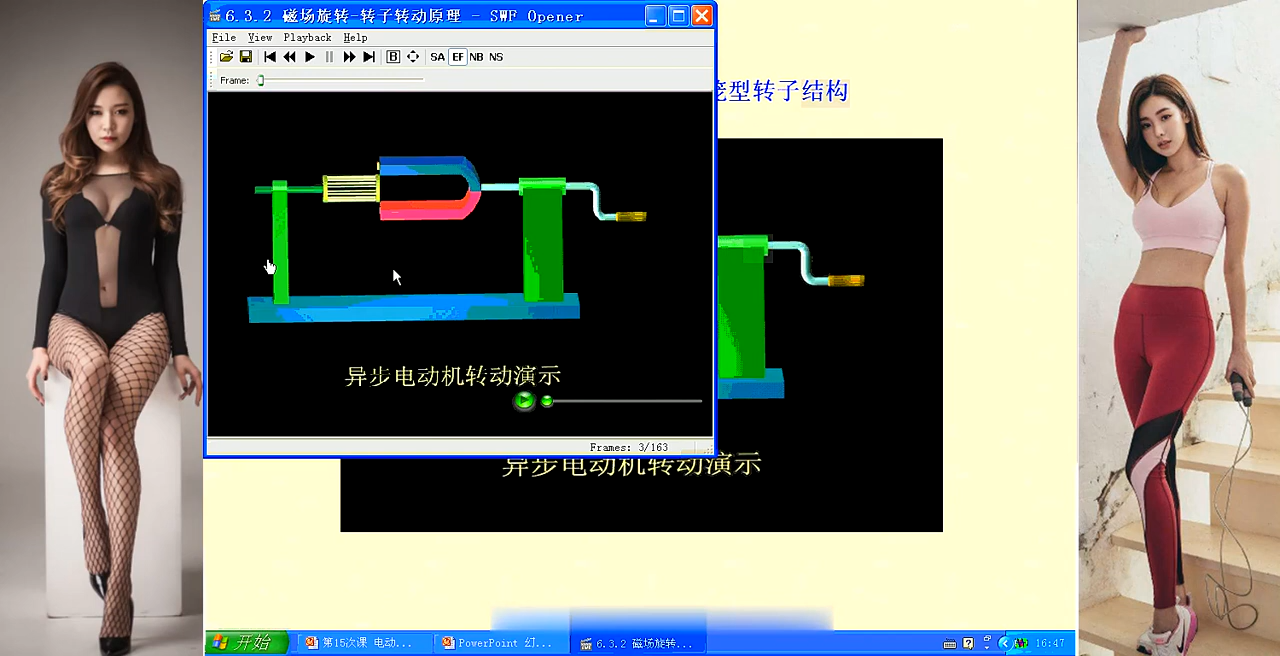 6.3.2 磁场旋转-转子转动原理 - SWF Opener
File View Playback Help
B SA EF NB NS
Frame:
笼型转子结构
异步电动机转动演示
Frames: 3/163
异步电动机转动演示
开始 第15次课 电动... PowerPoint 幻... 6.3.2 磁场旋转... 16:47